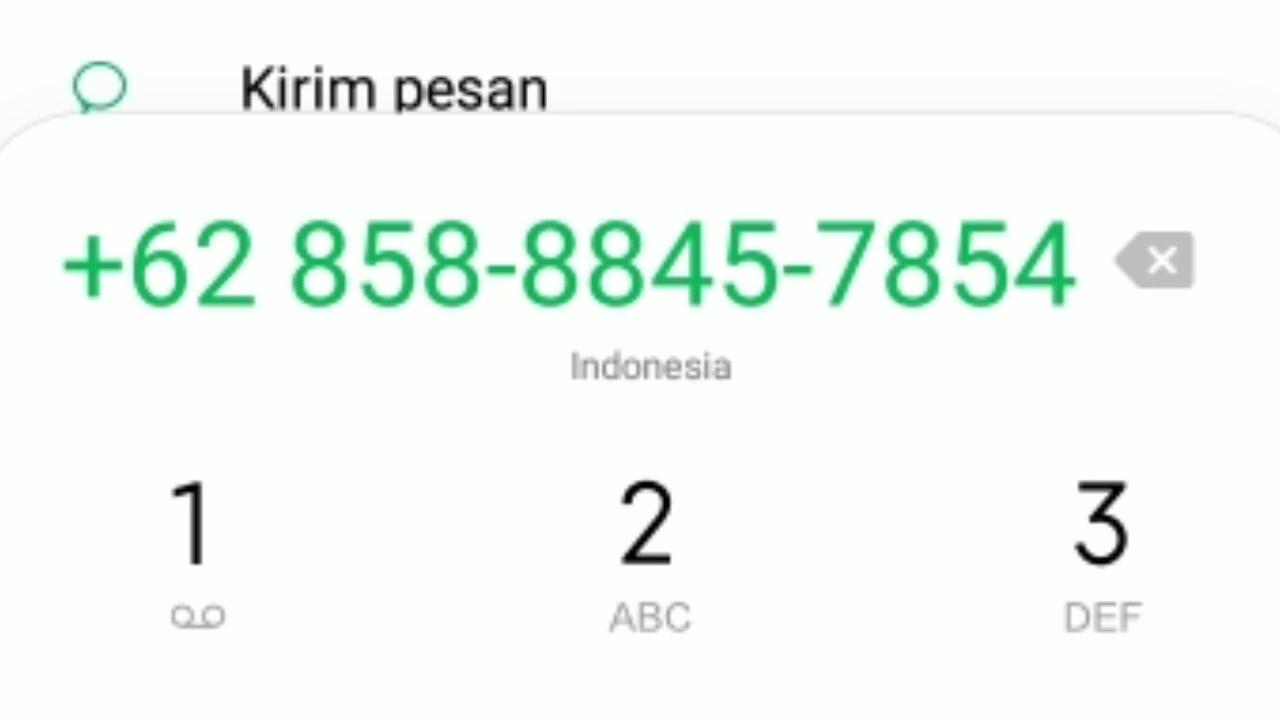 Kirim pesan
+62 858-8845-7854
Indonesia
1 2 3
ABC DEF